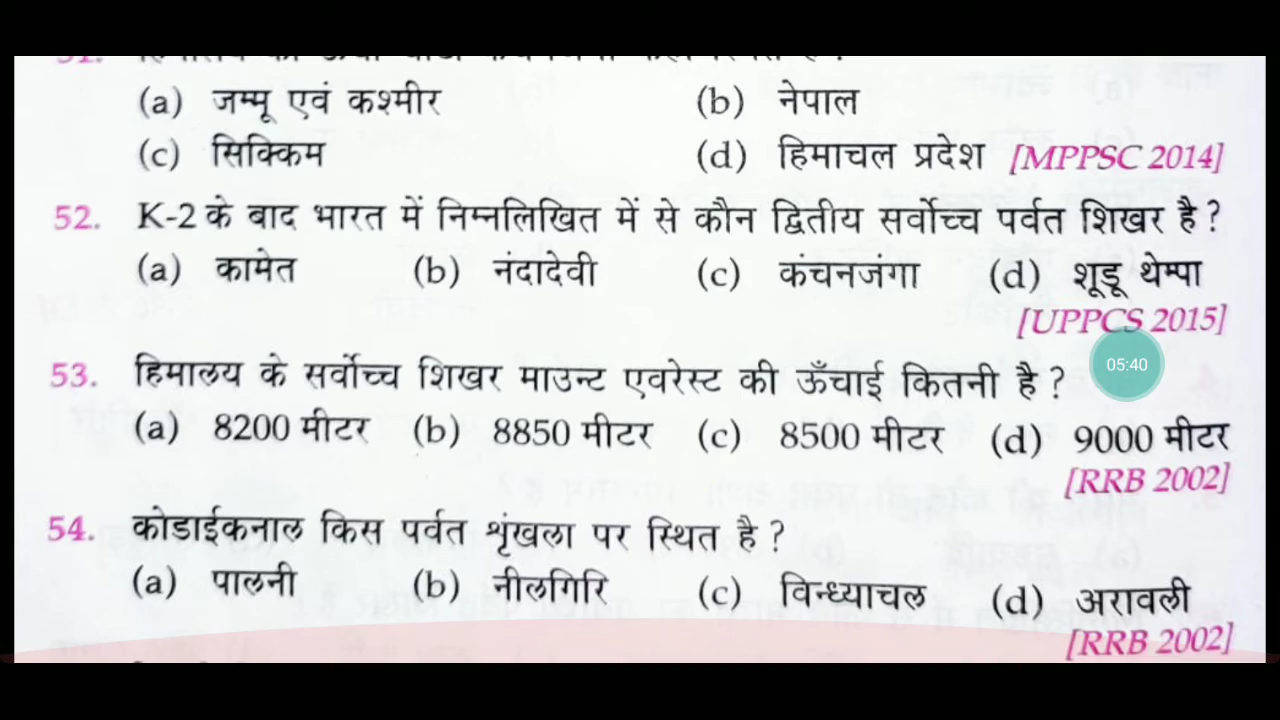 (a) जम्मू एवं कश्मीर (b) नेपाल
(c) सिक्किम (d) हिमाचल प्रदेश [MPPSC 2014]
52. K-2 के बाद भारत में निम्नलिखित में से कौन द्वितीय सर्वोच्च पर्वत शिखर है?
(a) कामेत (b) नंदादेवी (c) कंचनजंगा (d) शूडू थेम्पा
[UPPCS 2015]
05:40
53. हिमालय के सर्वोच्च शिखर माउन्ट एवरेस्ट की ऊँचाई कितनी है?
(a) 8200 मीटर (b) 8850 मीटर (c) 8500 मीटर (d) 9000 मीटर
[RRB 2002]
54. कोडाईकनाल किस पर्वत शृंखला पर स्थित है?
(a) पालनी (b) नीलगिरि (c) विन्ध्याचल (d) अरावली
[RRB 2002]